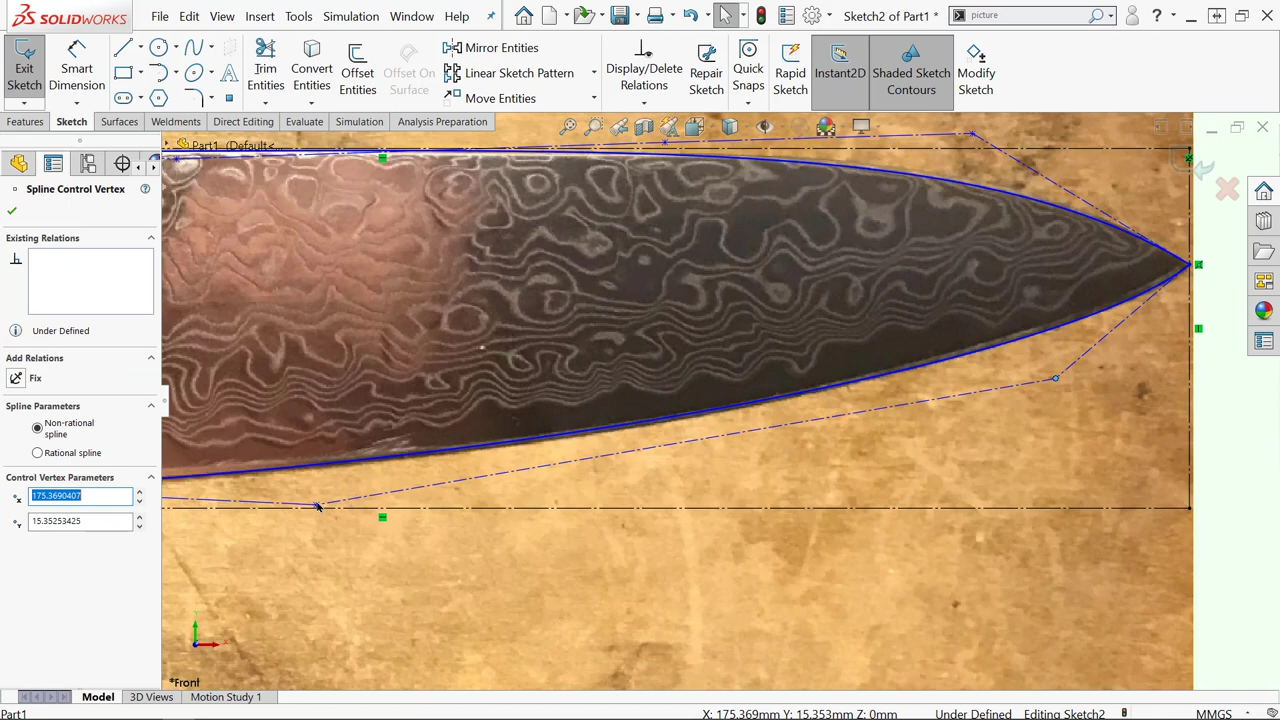 SOLIDWORKS File Edit View Insert Tools Simulation Window Help Sketch2 of Part1 * picture ?
Exit Sketch
Smart Dimension
Trim Entities
Convert Entities
Offset Entities
Offset On Surface
Mirror Entities
Linear Sketch Pattern
Move Entities
Display/Delete Relations
Repair Sketch
Quick Snaps
Rapid Sketch
Instant2D
Shaded Sketch Contours
Modify Sketch
Features Sketch Surfaces Weldments Direct Editing Evaluate Simulation Analysis Preparation
Part1 (Default<...
Spline Control Vertex
Existing Relations
Under Defined
Add Relations
Fix
Spline Parameters
Non-rational
spline
Rational spline
Control Vertex Parameters
175.3690407
15.35253425
*Front
Model 3D Views Motion Study 1
Part1 X: 175.369mm Y: 15.353mm Z: 0mm Under Defined Editing Sketch2 MMGS